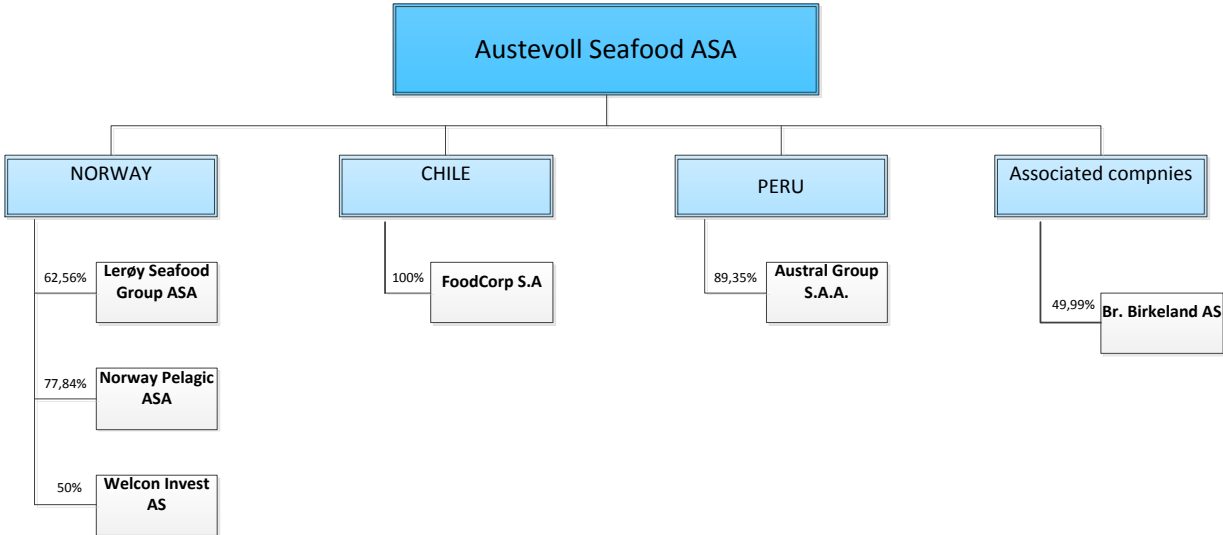 Austevoll Seafood ASA
NORWAY
CHILE
PERU
Associated compnies
62,56%
Lerøy Seafood
Group ASA
100%
FoodCorp S.A
89,35%
Austral Group
S.A.A.
49,99%
Br. Birkeland AS
77,84%
Norway Pelagic
ASA
50%
Welcon Invest
AS